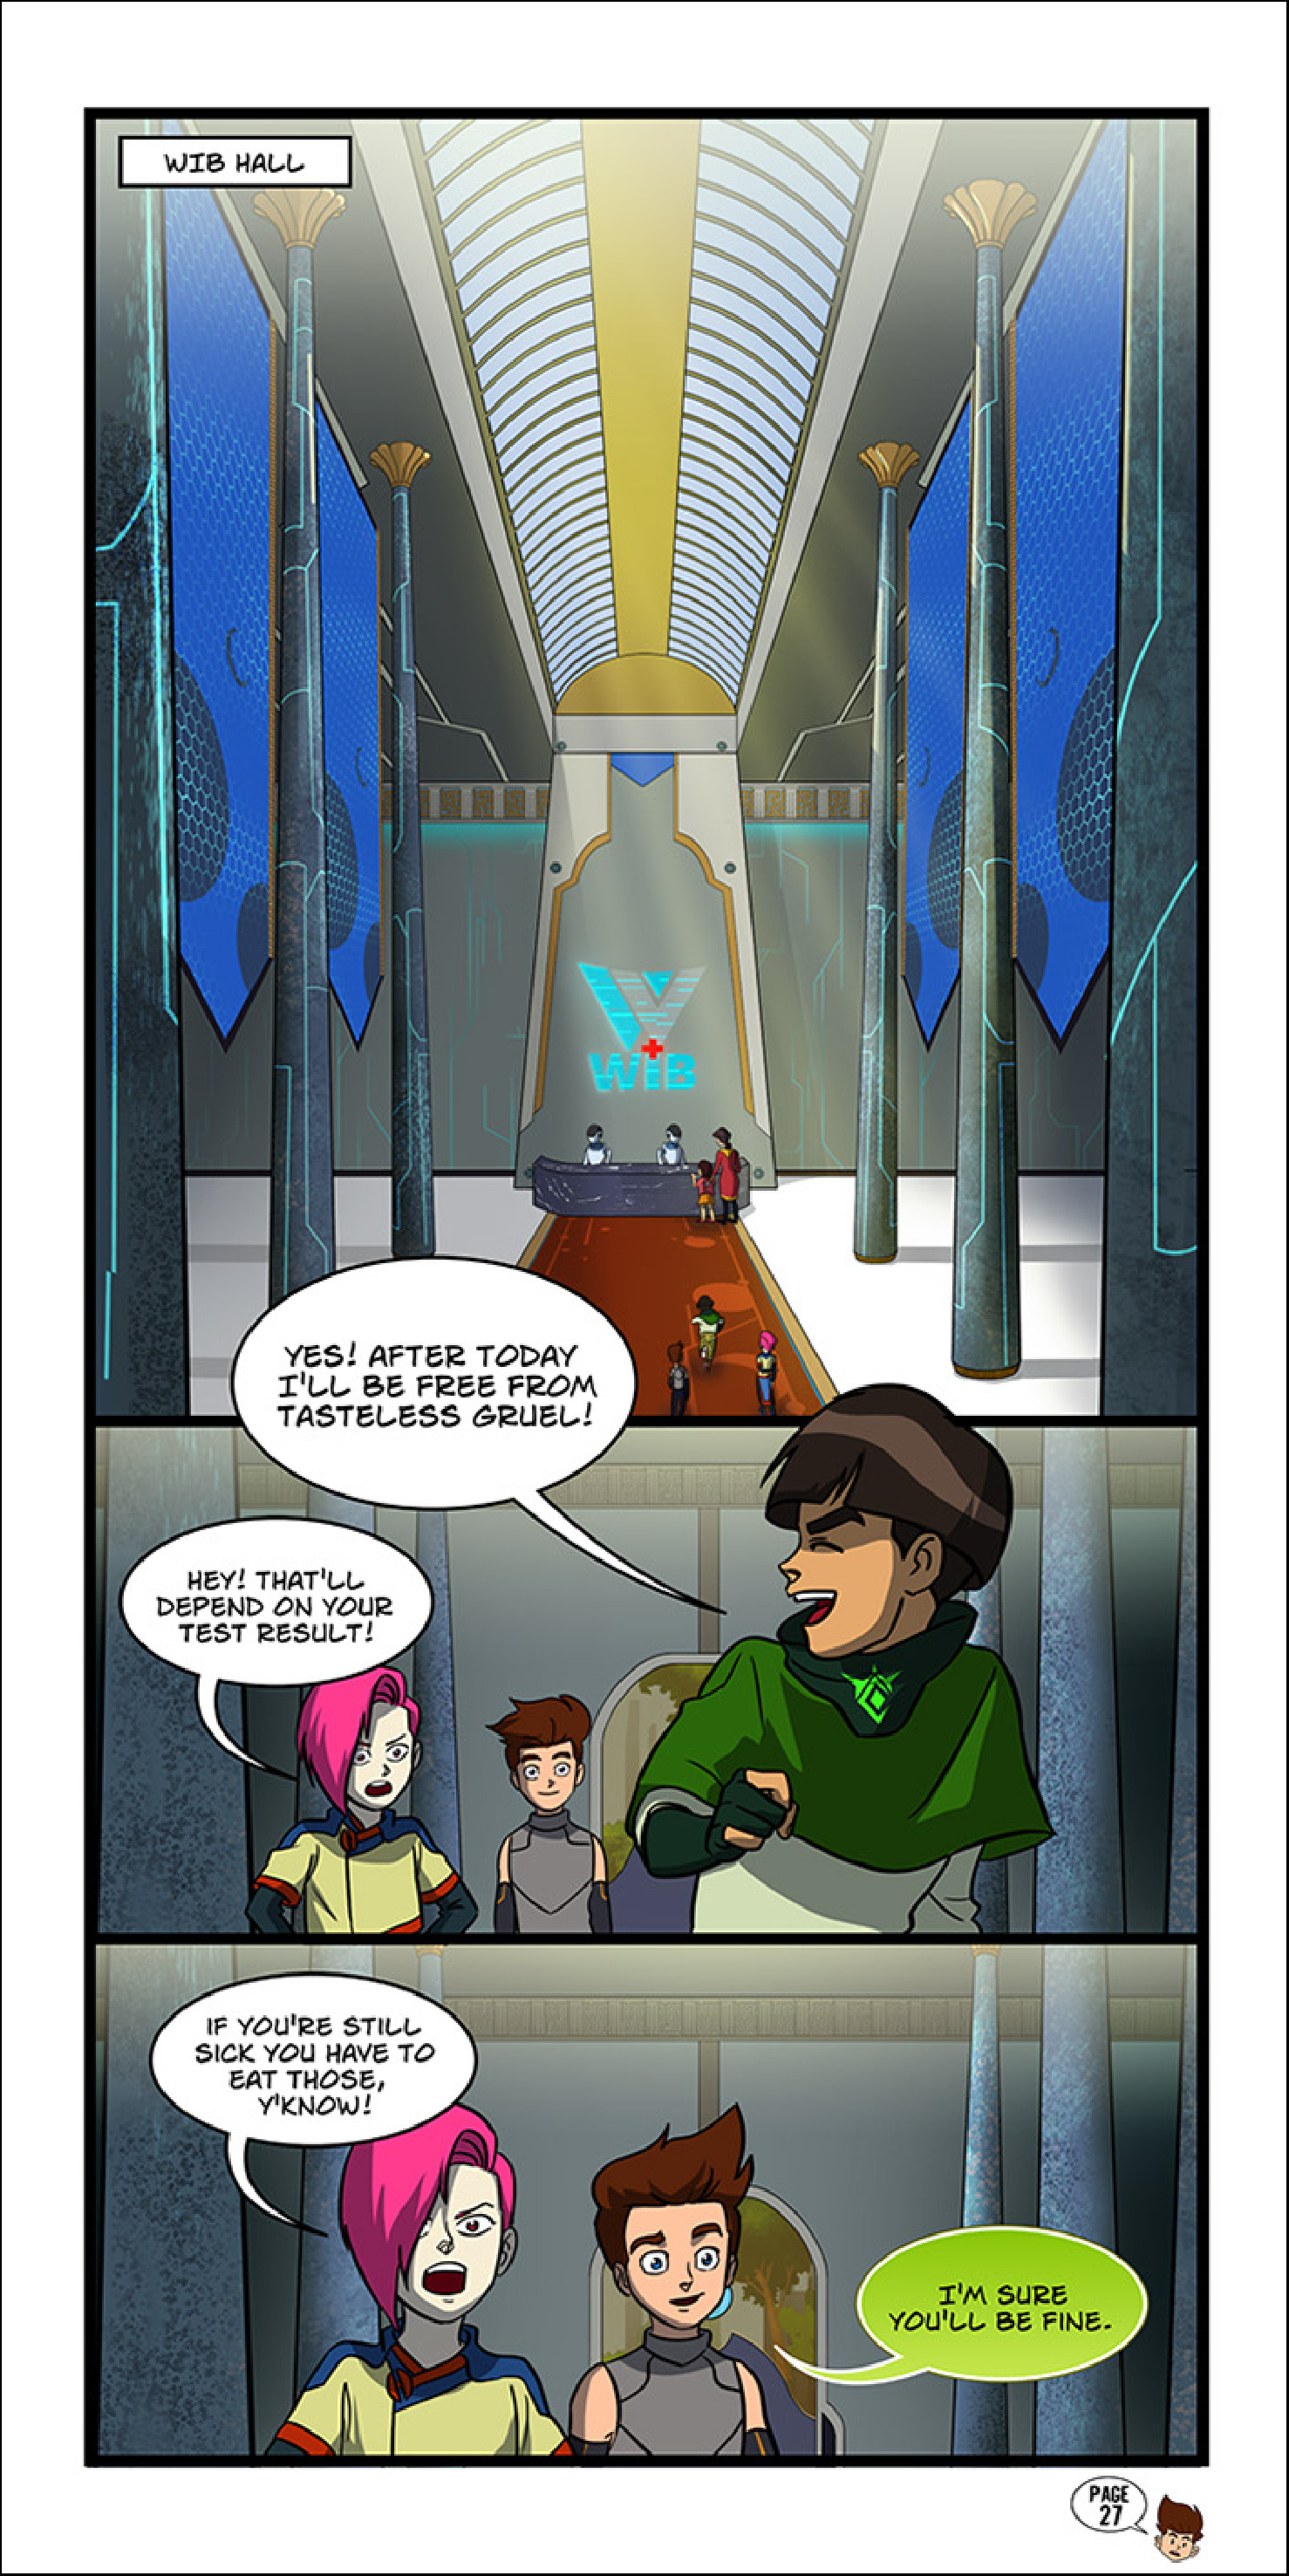 WIB HALL
WIB
YES! AFTER TODAY
I'LL BE FREE FROM
TASTELESS GRUEL!
HEY! THAT'LL
DEPEND ON YOUR
TEST RESULT!
IF YOU'RE STILL
SICK YOU HAVE TO
EAT THOSE,
Y'KNOW!
I'M SURE
YOU'LL BE FINE.
PAGE
27